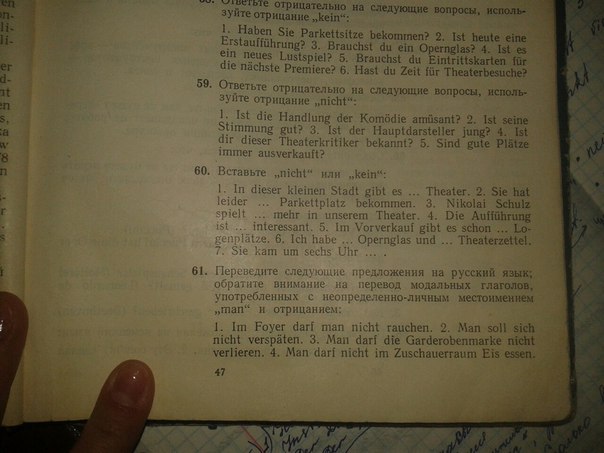 58. Ответьте отрицательно на следующие вопросы, исполь-
зуйте отрицание „kein":
1. Haben Sie Parkettsitze bekommen? 2. Ist heute eine
Erstaufführung? 3. Brauchst du ein Opernglas? 4. Ist es
ein neues Lustspiel? 5. Brauchst du Eintrittskarten für
die nächste Premiere? 6. Hast du Zeit für Theaterbesuche?
59. Ответьте отрицательно на следующие вопросы, исполь-
зуйте отрицание „nicht":
1. Ist die Handlung der Komödie amüsant? 2. Ist seine
Stimmung gut? 3. Ist der Hauptdarsteller jung? 4. Ist
dir dieser Theaterkritiker bekannt? 5. Sind gute Plätze
immer ausverkauft?
60. Вставьте „nicht" или „kein":
1. In dieser kleinen Stadt gibt es ... Theater. 2. Sie hat
leider ... Parkettplatz bekommen. 3. Nikolai Schulz
spielt ... mehr in unserem Theater. 4. Die Aufführung
ist ... interessant. 5. Im Vorverkauf gibt es schon ... Lo-
genplätze. 6. Ich habe ... Opernglas und ... Theaterzettel.
7. Sie kam um sechs Uhr ... .
61. Переведите следующие предложения на русский язык;
обратите внимание на перевод модальных глаголов,
употребленных с неопределенно-личным местоимением
„man" и отрицанием:
1. Im Foyer darf man nicht rauchen. 2. Man soll sich
nicht verspäten. 3. Man darf die Garderobenmarke nicht
verlieren. 4. Man darf nicht im Zuschauerraum Eis essen.
47